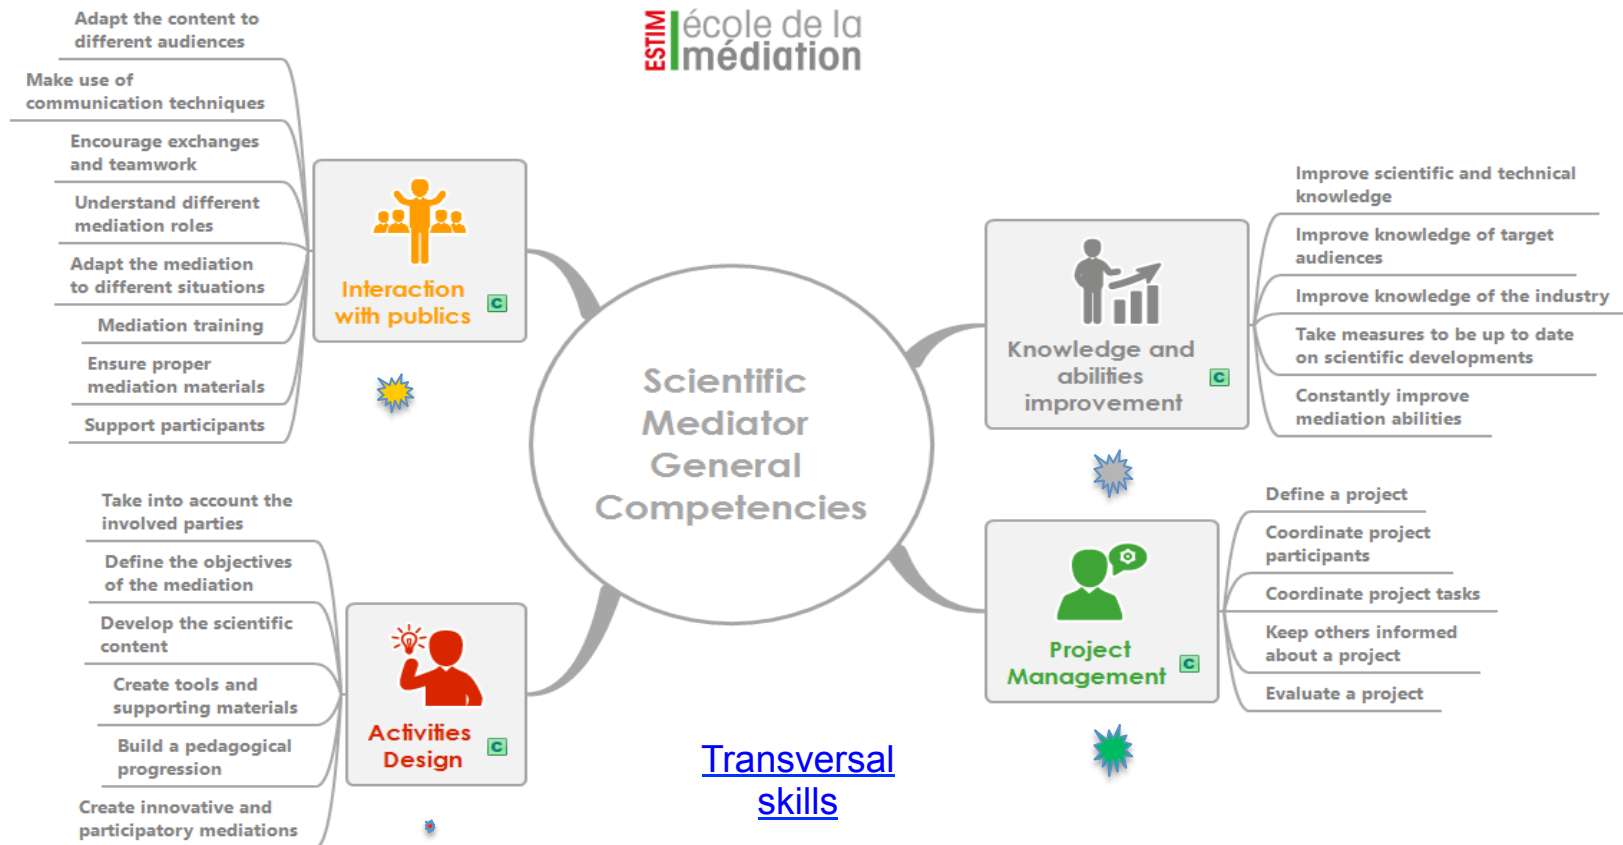 ESTIM
école de la
médiation
Adapt the content to
different audiences
Make use of
communication techniques
Encourage exchanges
and teamwork
Understand different
mediation roles
Adapt the mediation
to different situations
Mediation training
Ensure proper
mediation materials
Support participants
Interaction
with publics
C
Take into account the
involved parties
Define the objectives
of the mediation
Develop the scientific
content
Create tools and
supporting materials
Build a pedagogical
progression
Create innovative and
participatory mediations
Activities
Design
C
Scientific
Mediator
General
Competencies
Knowledge and
abilities
improvement
C
Improve scientific and technical
knowledge
Improve knowledge of target
audiences
Improve knowledge of the industry
Take measures to be up to date
on scientific developments
Constantly improve
mediation abilities
Project
Management
C
Define a project
Coordinate project
participants
Coordinate project tasks
Keep others informed
about a project
Evaluate a project
Transversal
skills